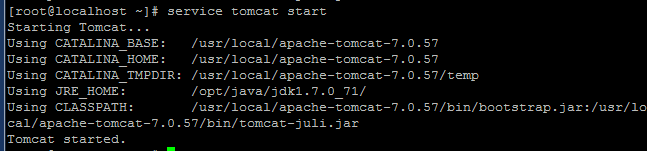 [root@localhost ~]# service tomcat start
Starting Tomcat...
Using CATALINA_BASE:   /usr/local/apache-tomcat-7.0.57
Using CATALINA_HOME:   /usr/local/apache-tomcat-7.0.57
Using CATALINA_TMPDIR: /usr/local/apache-tomcat-7.0.57/temp
Using JRE_HOME:        /opt/java/jdk1.7.0_71/
Using CLASSPATH:       /usr/local/apache-tomcat-7.0.57/bin/bootstrap.jar:/usr/lo
cal/apache-tomcat-7.0.57/bin/tomcat-juli.jar
Tomcat started.